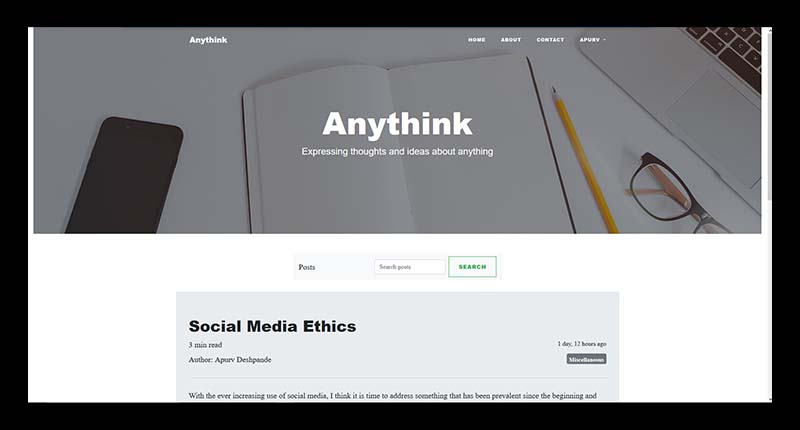 Anythink
HOME ABOUT CONTACT APURV
Anythink
Expressing thoughts and ideas about anything
Posts Search posts SEARCH
Social Media Ethics
3 min read 1 day, 12 hours ago
Author: Apurv Deshpande Miscellaneous
With the ever increasing use of social media, I think it is time to address something that has been prevalent since the beginning and